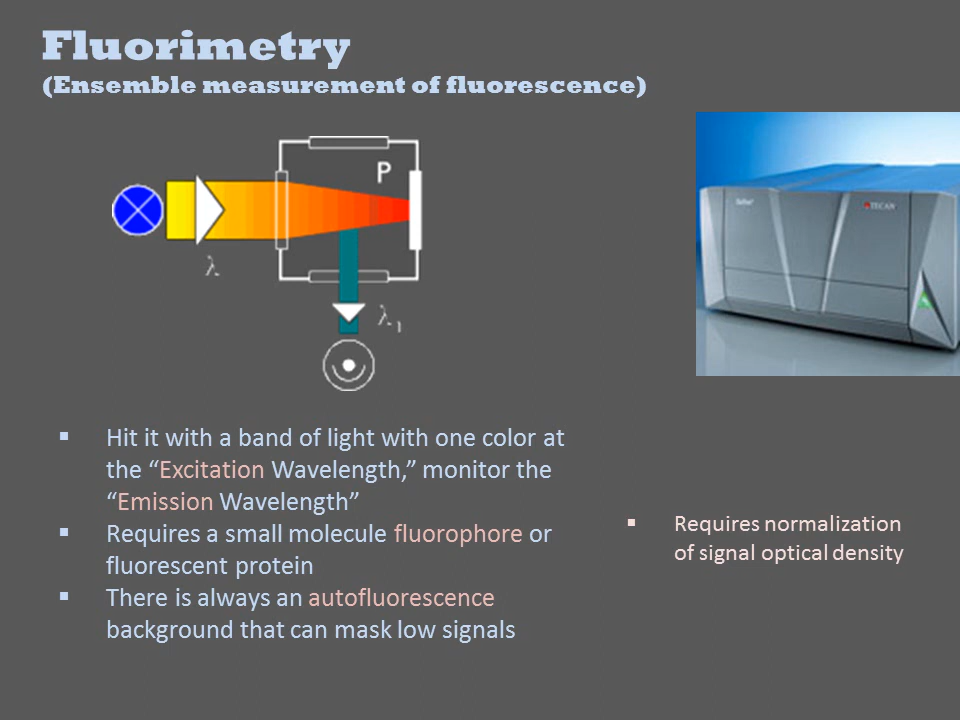 Fluorimetry
(Ensemble measurement of fluorescence)
P
λ
λ1
TECAN
▪ Hit it with a band of light with one color at
the “Excitation Wavelength,” monitor the
“Emission Wavelength”
▪ Requires a small molecule fluorophore or
fluorescent protein
▪ There is always an autofluorescence
background that can mask low signals
▪ Requires normalization
of signal optical density